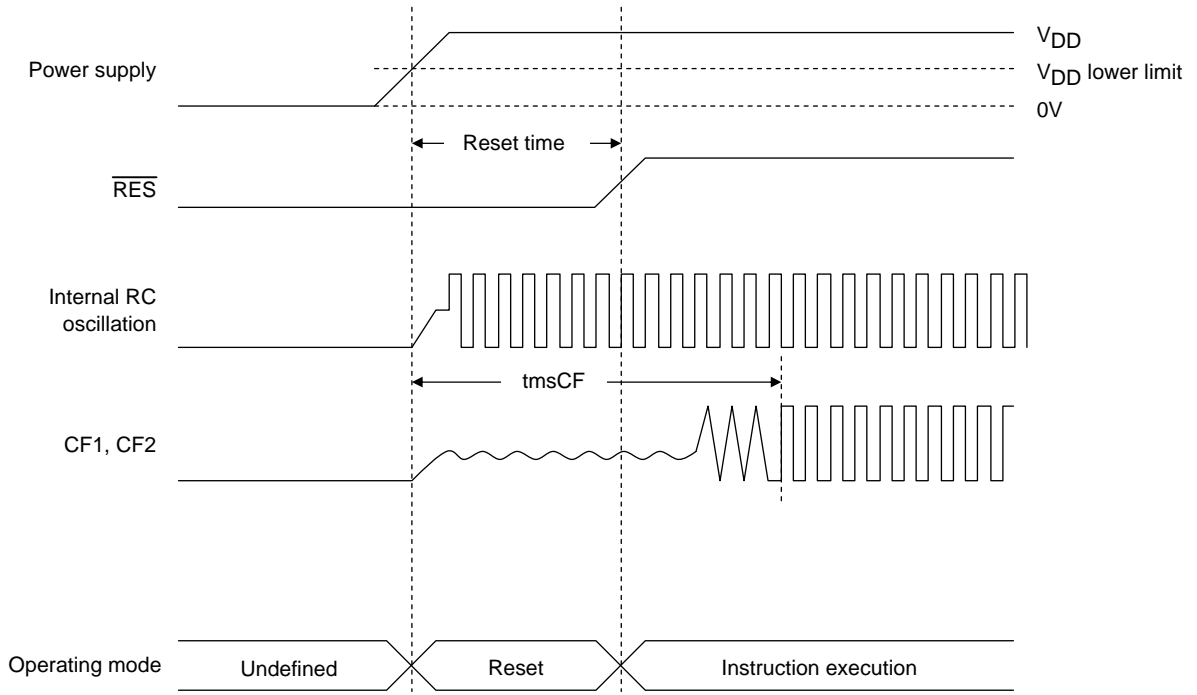 VDD
Power supply
VDD lower limit
0V
Reset time
RES
Internal RC
oscillation
tmsCF
CF1, CF2
Operating mode
Undefined
Reset
Instruction execution